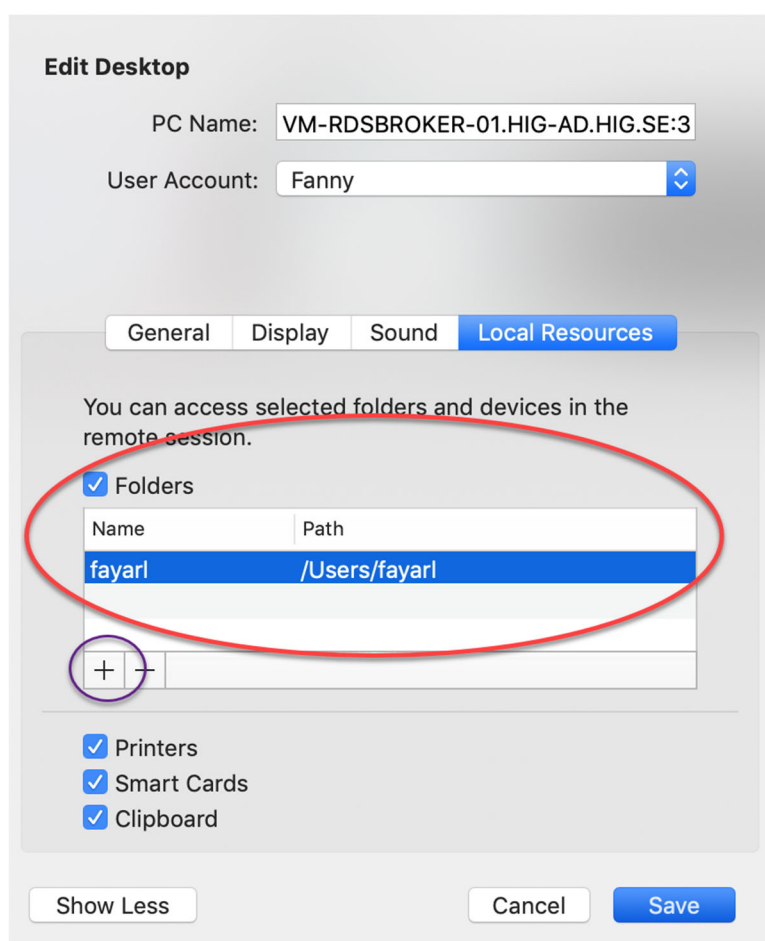 Edit Desktop
PC Name: VM-RDSBROKER-01.HIG-AD.HIG.SE:3
User Account: Fanny
General Display Sound Local Resources
You can access selected folders and devices in the
remote session.
Folders
Name Path
fayarl /Users/fayarl
+ −
Printers
Smart Cards
Clipboard
Show Less Cancel Save